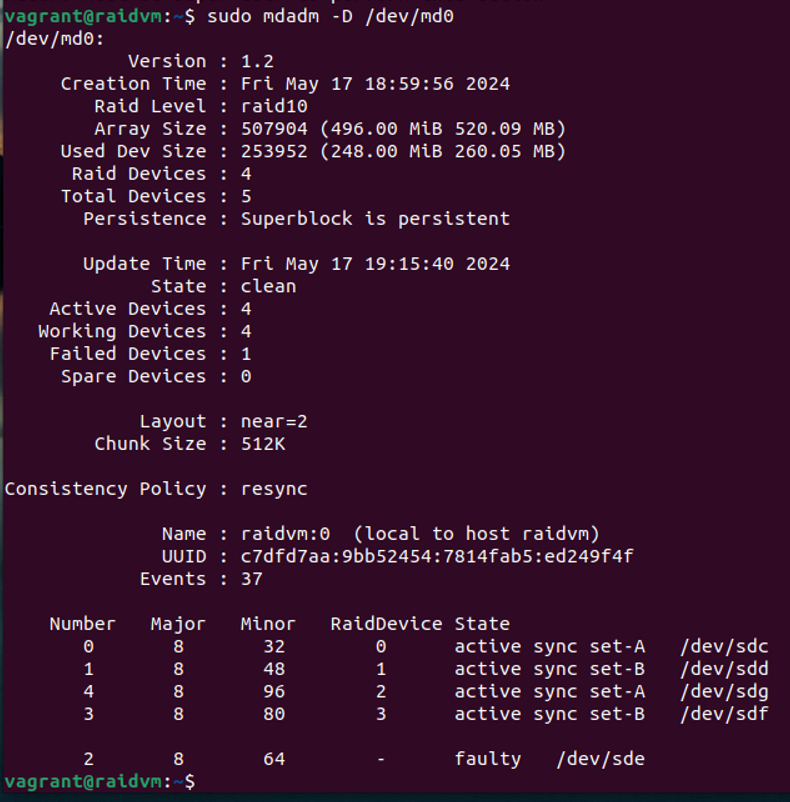 vagrant@raidvm:~$ sudo mdadm -D /dev/md0
/dev/md0:
Version : 1.2
Creation Time : Fri May 17 18:59:56 2024
Raid Level : raid10
Array Size : 507904 (496.00 MiB 520.09 MB)
Used Dev Size : 253952 (248.00 MiB 260.05 MB)
Raid Devices : 4
Total Devices : 5
Persistence : Superblock is persistent
Update Time : Fri May 17 19:15:40 2024
State : clean
Active Devices : 4
Working Devices : 4
Failed Devices : 1
Spare Devices : 0
Layout : near=2
Chunk Size : 512K
Consistency Policy : resync
Name : raidvm:0  (local to host raidvm)
UUID : c7dfd7aa:9bb52454:7814fab5:ed249f4f
Events : 37
Number   Major   Minor   RaidDevice State
0       8       32        0      active sync set-A   /dev/sdc
1       8       48        1      active sync set-B   /dev/sdd
4       8       96        2      active sync set-A   /dev/sdg
3       8       80        3      active sync set-B   /dev/sdf
2       8       64        -      faulty   /dev/sde
vagrant@raidvm:~$